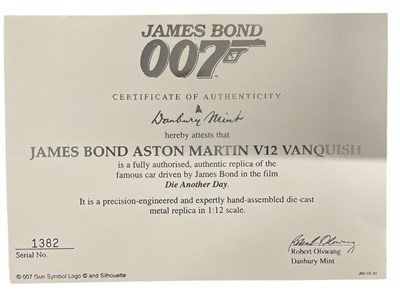 JAMES BOND
007
TM
CERTIFICATE OF AUTHENTICITY
Danbury Mint
hereby attests that
JAMES BOND ASTON MARTIN V12 VANQUISH
is a fully authorised, authentic replica of the
famous car driven by James Bond in the film
Die Another Day.
It is a precision-engineered and expertly hand-assembled die-cast
metal replica in 1:12 scale.
1382
Serial No.
Robert Olswang
Robert Olswang
Danbury Mint
© 007 Gun Symbol Logo © and Silhouette